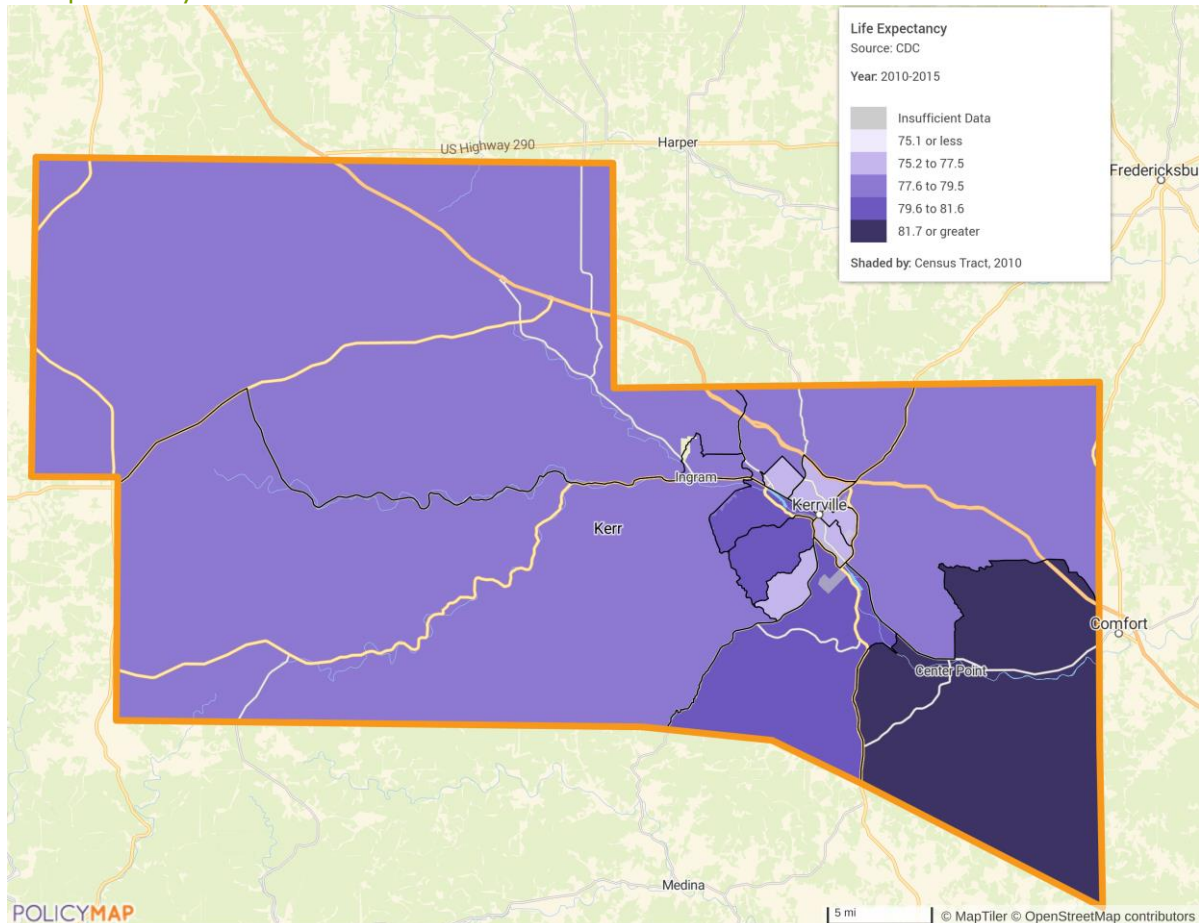 Life Expectancy
Source: CDC
Year: 2010-2015
Insufficient Data
75.1 or less
75.2 to 77.5
77.6 to 79.5
79.6 to 81.6
81.7 or greater
Shaded by: Census Tract, 2010
US Highway 290
Harper
Fredericksbu
Ingram
Kerrville
Kerr
Comfort
Center Point
Medina
POLICYMAP
5 mi
© MapTiler © OpenStreetMap contributors